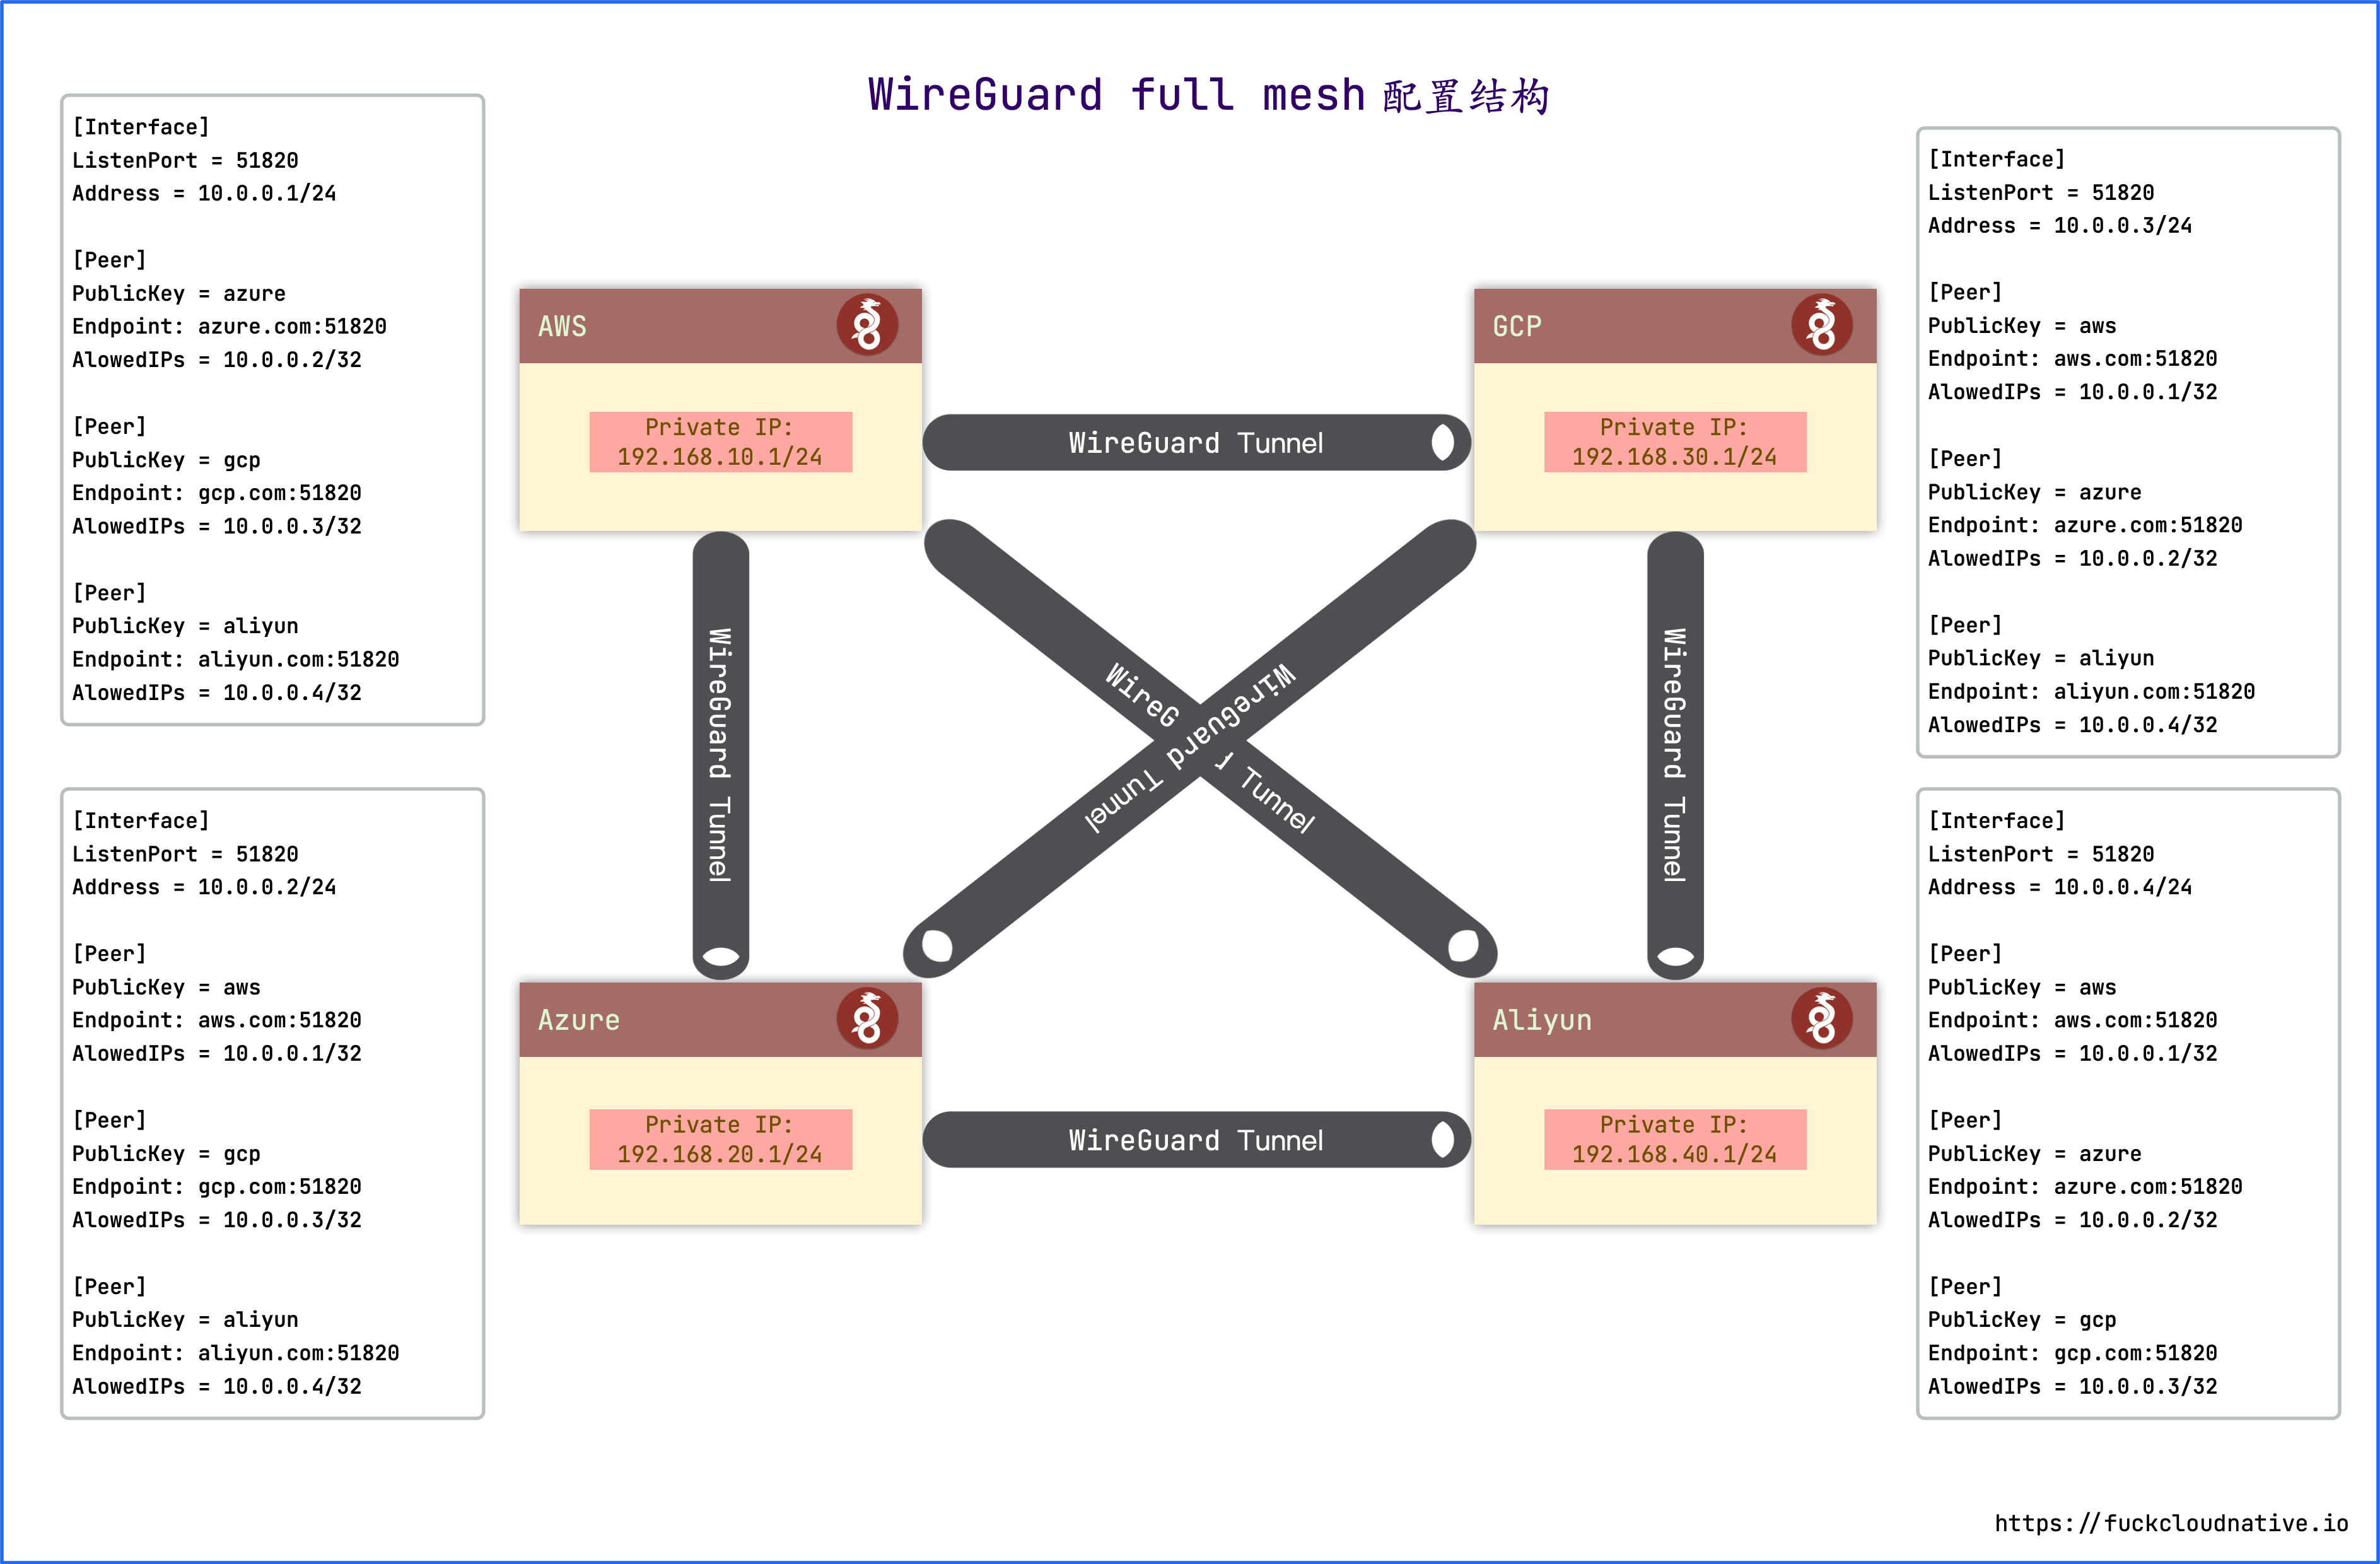 WireGuard full mesh 配置结构
[Interface]
ListenPort = 51820
Address = 10.0.0.1/24
[Peer]
PublicKey = azure
Endpoint: azure.com:51820
AlowedIPs = 10.0.0.2/32
[Peer]
PublicKey = gcp
Endpoint: gcp.com:51820
AlowedIPs = 10.0.0.3/32
[Peer]
PublicKey = aliyun
Endpoint: aliyun.com:51820
AlowedIPs = 10.0.0.4/32
AWS
Private IP:
192.168.10.1/24
WireGuard Tunnel
GCP
Private IP:
192.168.30.1/24
[Interface]
ListenPort = 51820
Address = 10.0.0.3/24
[Peer]
PublicKey = aws
Endpoint: aws.com:51820
AlowedIPs = 10.0.0.1/32
[Peer]
PublicKey = azure
Endpoint: azure.com:51820
AlowedIPs = 10.0.0.2/32
[Peer]
PublicKey = aliyun
Endpoint: aliyun.com:51820
AlowedIPs = 10.0.0.4/32
WireGuard Tunnel
WireG r Tunnel
WireGuard Tunnel
WireGuard Tunnel
[Interface]
ListenPort = 51820
Address = 10.0.0.2/24
[Peer]
PublicKey = aws
Endpoint: aws.com:51820
AlowedIPs = 10.0.0.1/32
[Peer]
PublicKey = gcp
Endpoint: gcp.com:51820
AlowedIPs = 10.0.0.3/32
[Peer]
PublicKey = aliyun
Endpoint: aliyun.com:51820
AlowedIPs = 10.0.0.4/32
Azure
Private IP:
192.168.20.1/24
WireGuard Tunnel
Aliyun
Private IP:
192.168.40.1/24
[Interface]
ListenPort = 51820
Address = 10.0.0.4/24
[Peer]
PublicKey = aws
Endpoint: aws.com:51820
AlowedIPs = 10.0.0.1/32
[Peer]
PublicKey = azure
Endpoint: azure.com:51820
AlowedIPs = 10.0.0.2/32
[Peer]
PublicKey = gcp
Endpoint: gcp.com:51820
AlowedIPs = 10.0.0.3/32
https://fuckcloudnative.io